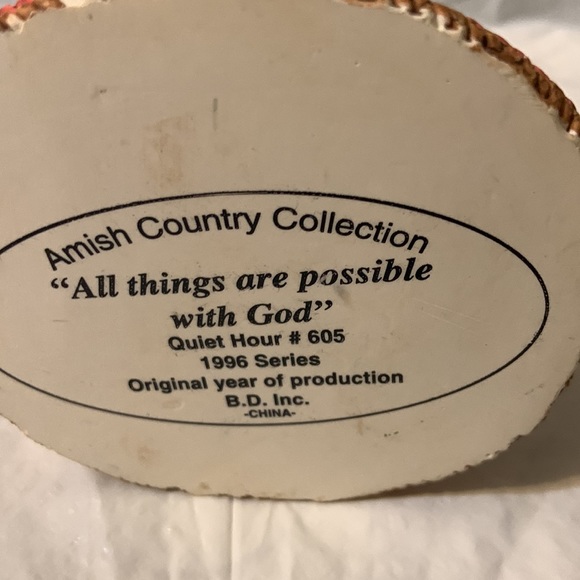 Amish Country Collection
“All things are possible
with God”
Quiet Hour # 605
1996 Series
Original year of production
B.D. Inc.
-CHINA-